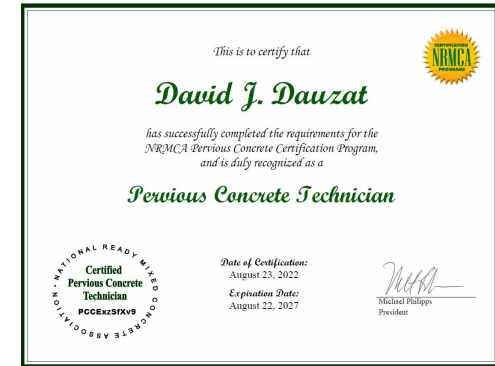 This is to certify that
CERTIFICATION
NRMCA
PROGRAMS
David J. Dauzat
has successfully completed the requirements for the
NRMCA Pervious Concrete Certification Program,
and is duly recognized as a
Pervious Concrete Technician
NATIONAL READY MIXED CONCRETE ASSOCIATION •
Certified
Pervious Concrete
Technician
PCCExzSfXv9
Date of Certification:
August 23, 2022
Expiration Date:
August 22, 2027
Michael Philipps
President